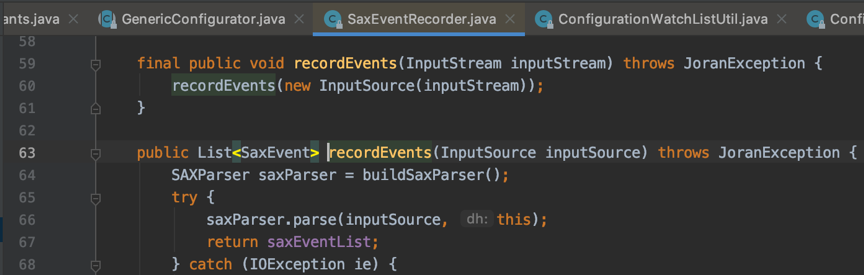 ants.java × GenericConfigurator.java × SaxEventRecorder.java × ConfigurationWatchListUtil.java × Conf
58
59 final public void recordEvents(InputStream inputStream) throws JoranException {
60 recordEvents(new InputSource(inputStream));
61 }
62
63 public List<SaxEvent> recordEvents(InputSource inputSource) throws JoranException {
64 SAXParser saxParser = buildSaxParser();
65 try {
66 saxParser.parse(inputSource, dh: this);
67 return saxEventList;
68 } catch (IOException ie) {